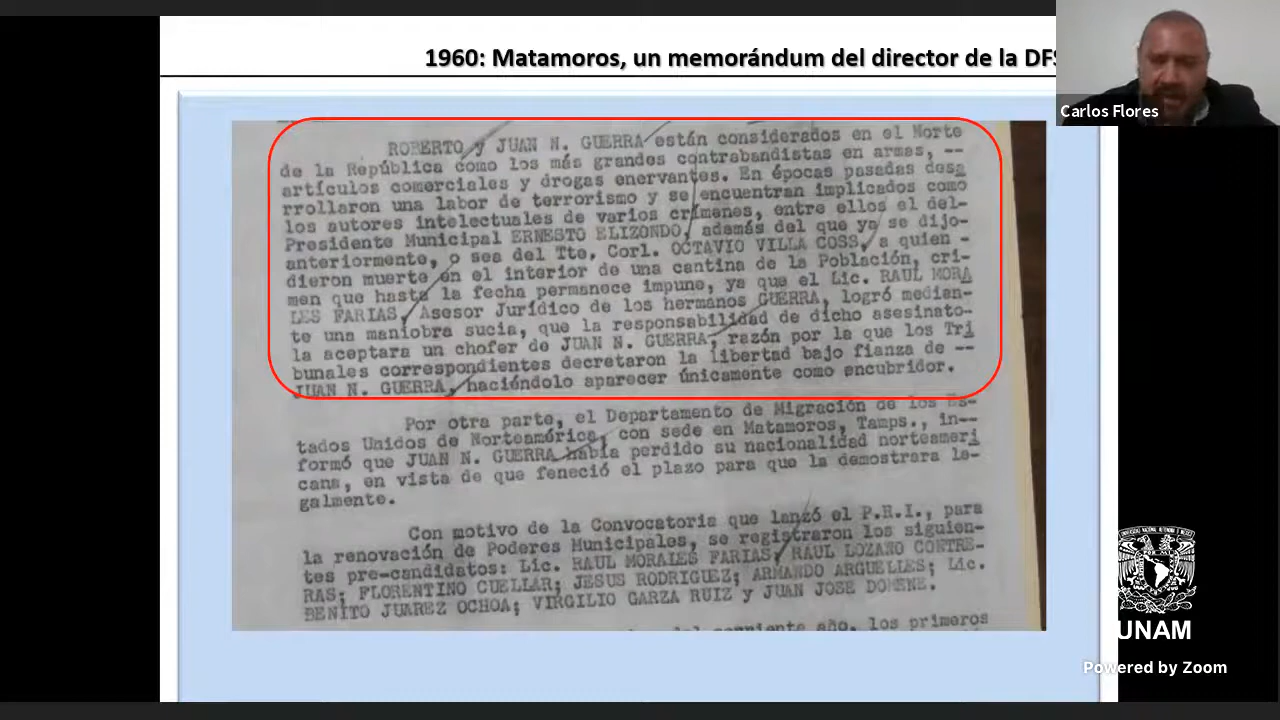 1960: Matamoros, un memorándum del director de la DFS
Carlos Flores
ROBERTO y JUAN N. GUERRA están considerados en el Norte
de la República como los más grandes contrabandistas en armas, --
artículos comerciales y drogas enervantes. En épocas pasadas desa
rrollaron una labor de terrorismo y se encuentran implicados como
los autores intelectuales de varios crímenes, entre ellos el del-
Presidente Municipal ERNESTO ELIZONDO, además del que ya se dijo-
anteriormente, o sea del Tte. Corl. OCTAVIO VILLA COSS, a quien -
dieron muerte en el interior de una cantina de la Población, cri-
men que hasta la fecha permanece impune, ya que el Lic. RAUL MORA
LES FARIAS, Asesor Jurídico de los hermanos GUERRA, logró median-
te una maniobra sucia, que la responsabilidad de dicho asesinato-
la aceptara un chofer de JUAN N. GUERRA, razón por la que los Tri
bunales correspondientes decretaron la libertad bajo fianza de --
JUAN N. GUERRA, haciéndolo aparecer únicamente como encubridor.
Por otra parte, el Departamento de Migración de los Es-
tados Unidos de Norteamérica, con sede en Matamoros, Tamps., in--
formó que JUAN N. GUERRA había perdido su nacionalidad norteameri
cana, en vista de que feneció el plazo para que la demostrara le-
galmente.
Con motivo de la Convocatoria que lanzó el P.R.I., para
la renovación de Poderes Municipales, se registraron los siguien-
tes pre-candidatos: Lic. RAUL MORALES FARIAS, RAUL LOZANO CONTRE-
RAS; FLORENTINO CUELLAR; JESUS RODRIGUEZ; ARMANDO ARGUELLES; Lic.
BENITO JUAREZ OCHOA; VIRGILIO GARZA RUIZ y JUAN JOSE DOMENE.
corriente año, los primeros
UNAM
Powered by Zoom